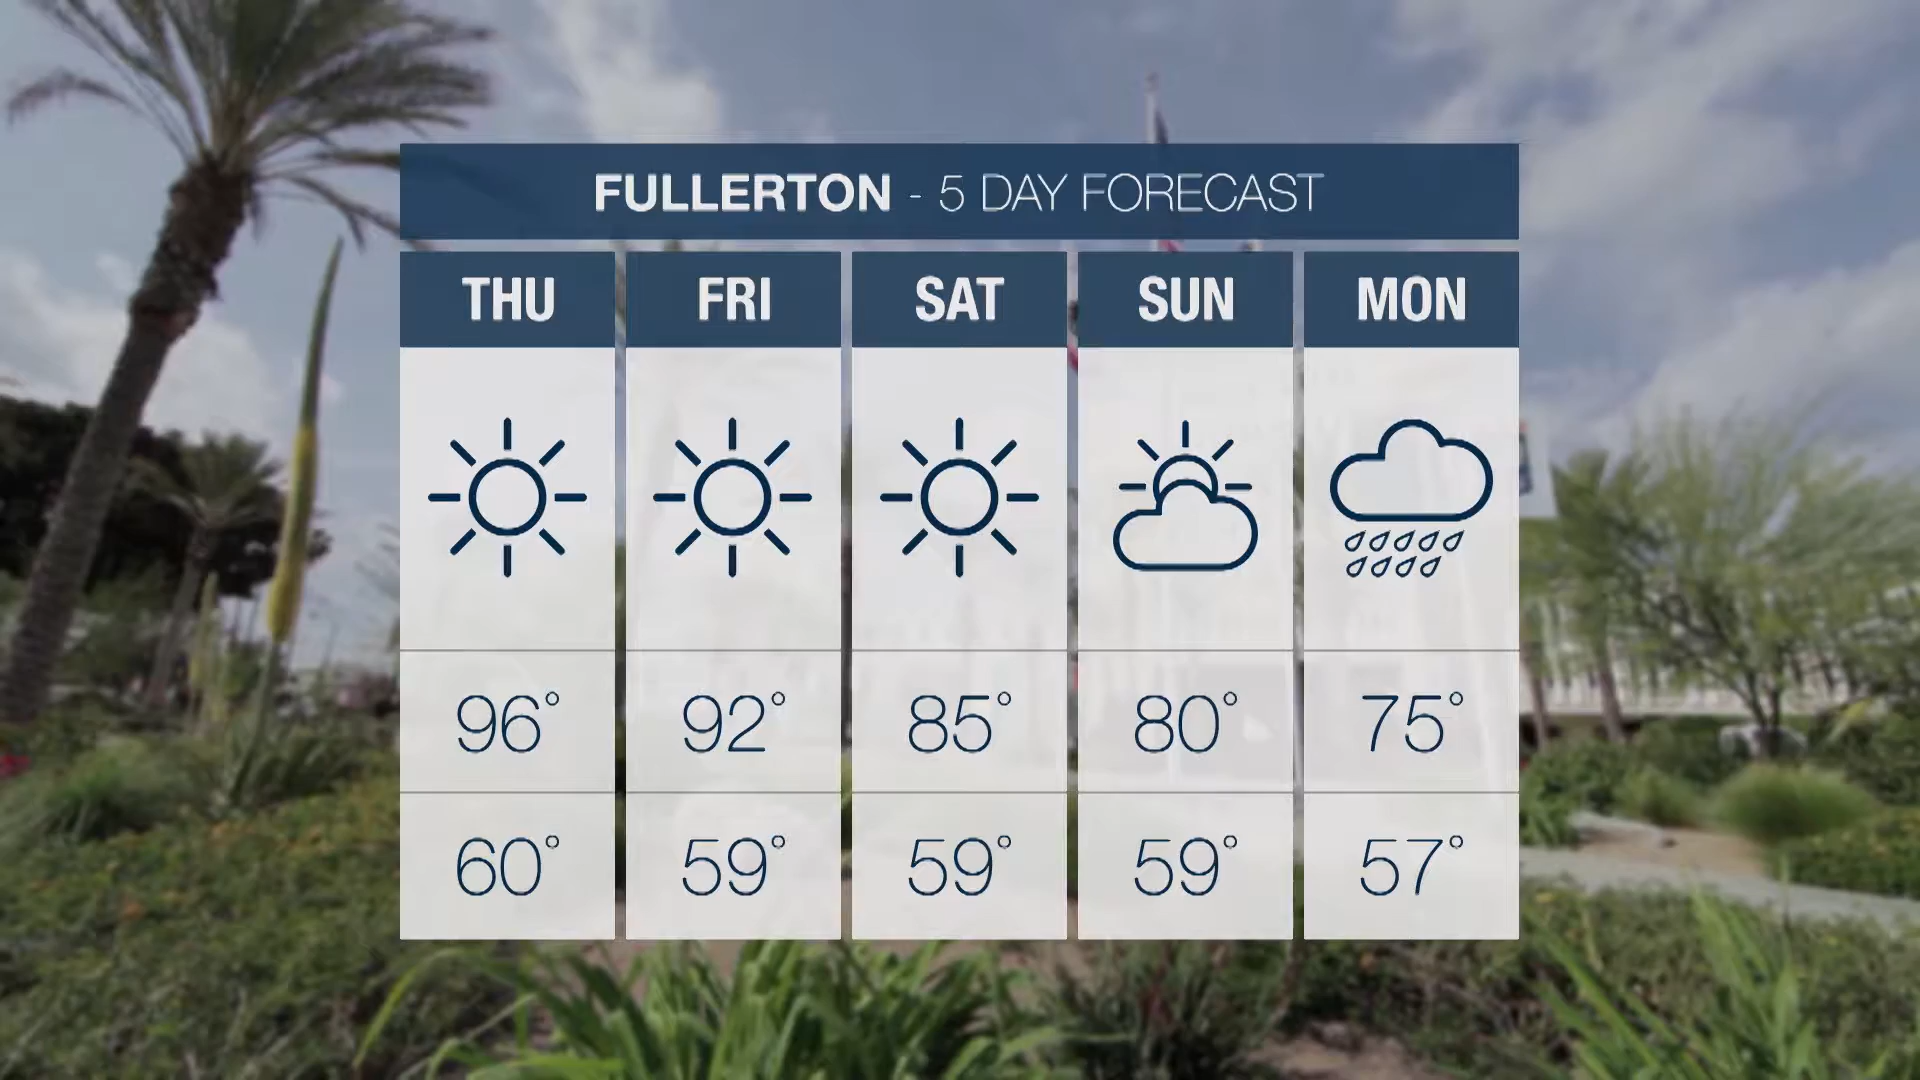 FULLERTON - 5 DAY FORECAST
THU FRI SAT SUN MON
96° 92° 85° 80° 75°
60° 59° 59° 59° 57°